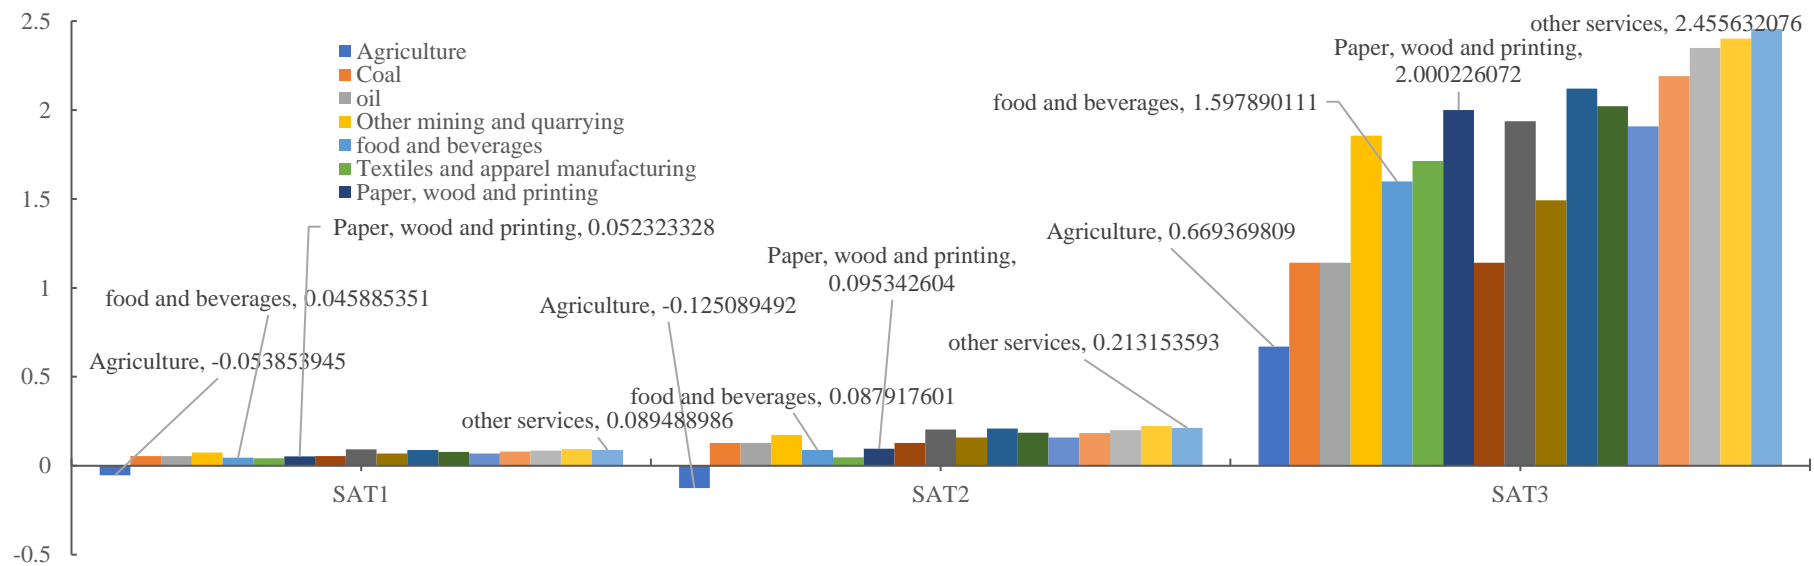 2.5
2
1.5
1
0.5
0
-0.5
Agriculture
Coal
oil
Other mining and quarrying
food and beverages
Textiles and apparel manufacturing
Paper, wood and printing
Agriculture, -0.053853945
food and beverages, 0.045885351
Paper, wood and printing, 0.052323328
other services, 0.089488986
Agriculture, -0.125089492
food and beverages, 0.087917601
Paper, wood and printing,
0.095342604
other services, 0.213153593
Agriculture, 0.669369809
food and beverages, 1.597890111
Paper, wood and printing,
2.000226072
other services, 2.455632076
SAT1
SAT2
SAT3